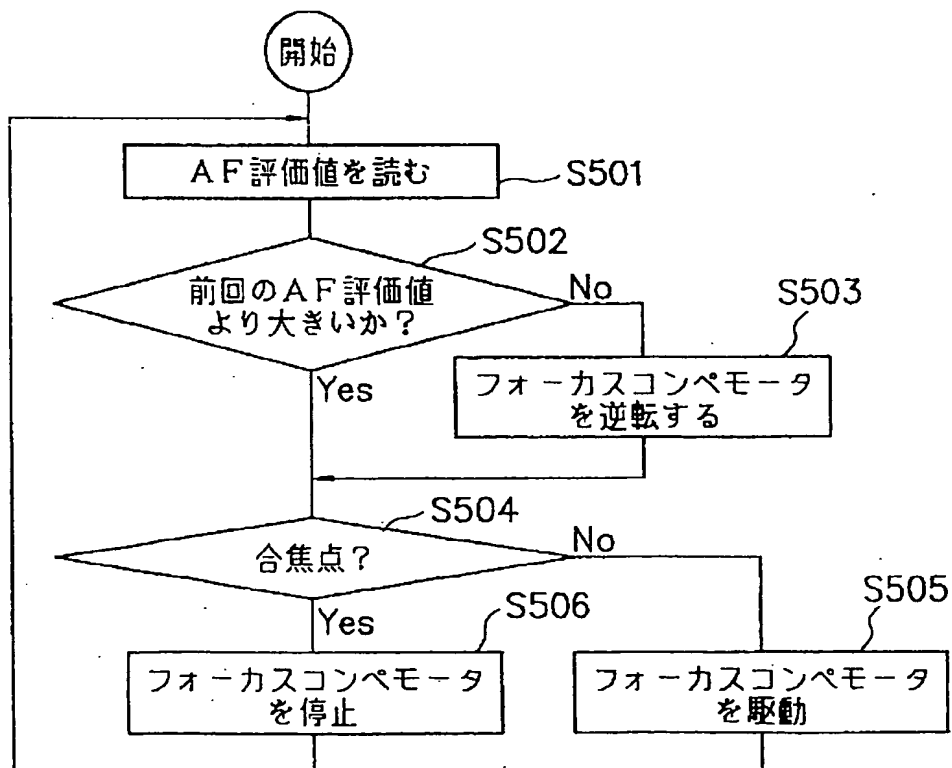 開始
AF評価値を読む
S501
S502
前回のAF評価値
より大きいか?
No
S503
Yes
フォーカスコンペモータ
を逆転する
S504
合焦点?
No
S505
Yes
S506
フォーカスコンペモータ
を停止
フォーカスコンペモータ
を駆動